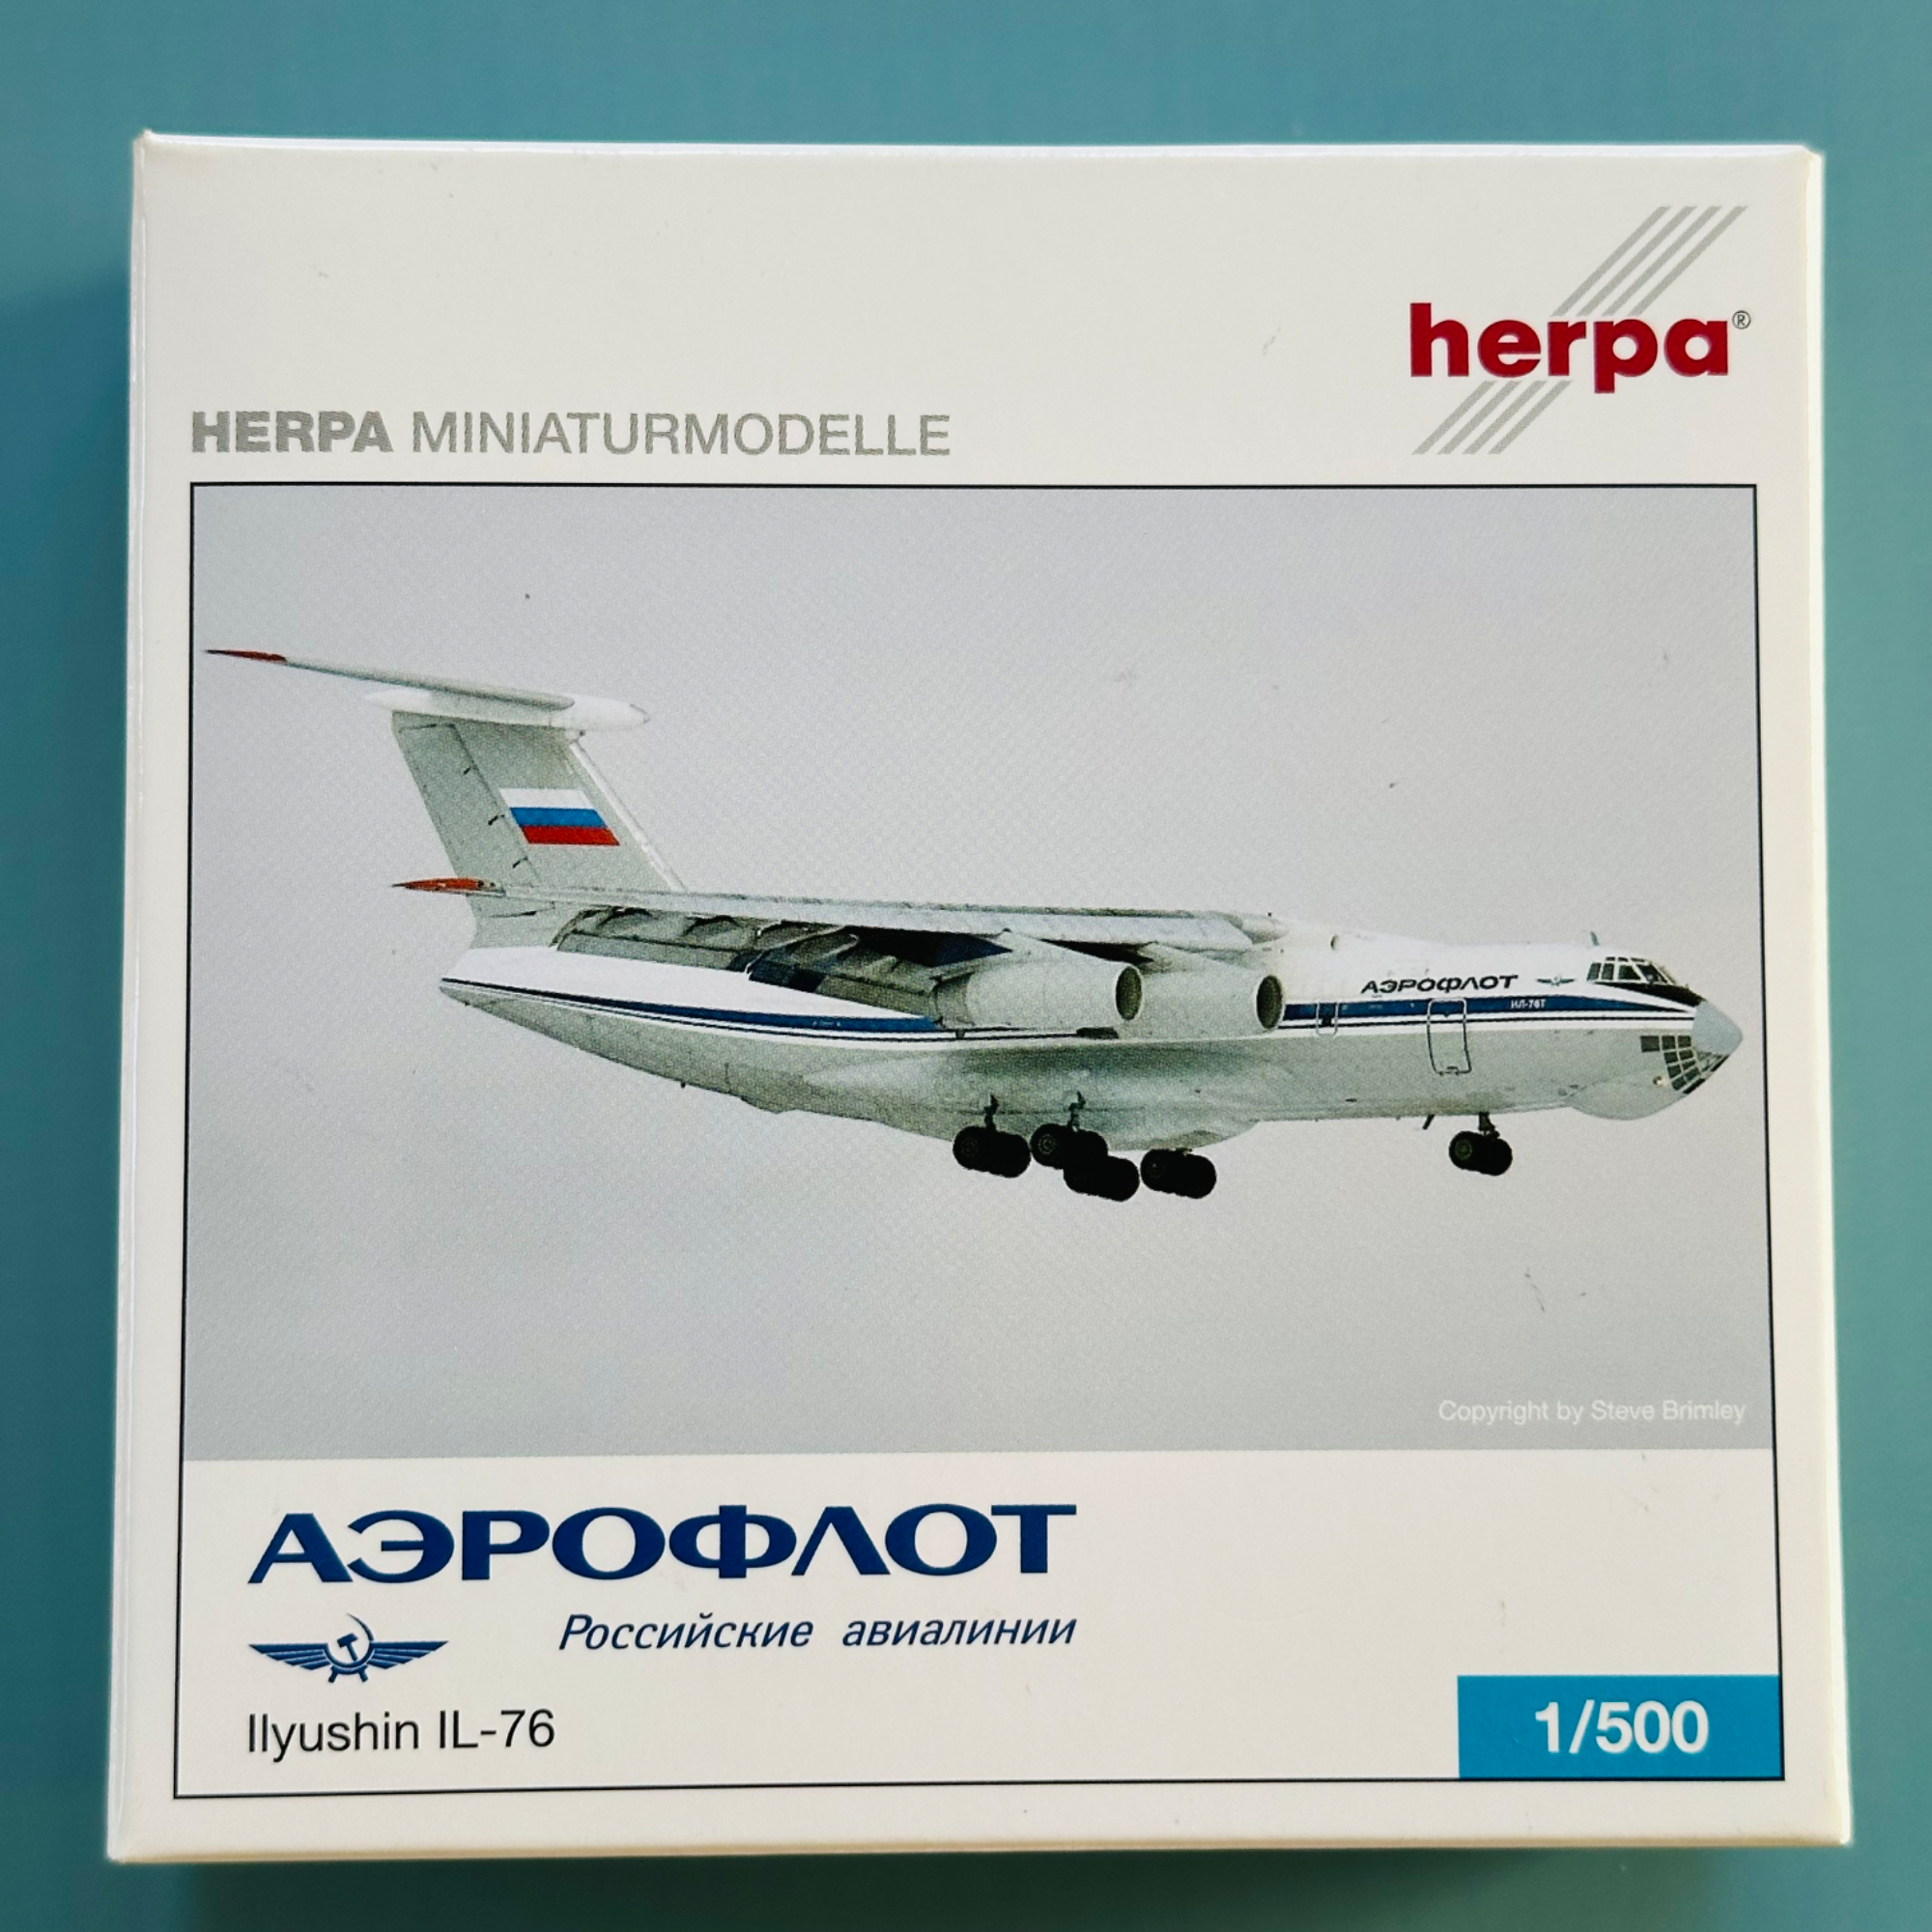 herpa®
HERPA MINIATURMODELLE
АЭРОФЛОТ
ИЛ-76Т
Copyright by Steve Brimley
АЭРОФЛОТ
Российские авиалинии
Ilyushin IL-76
1/500